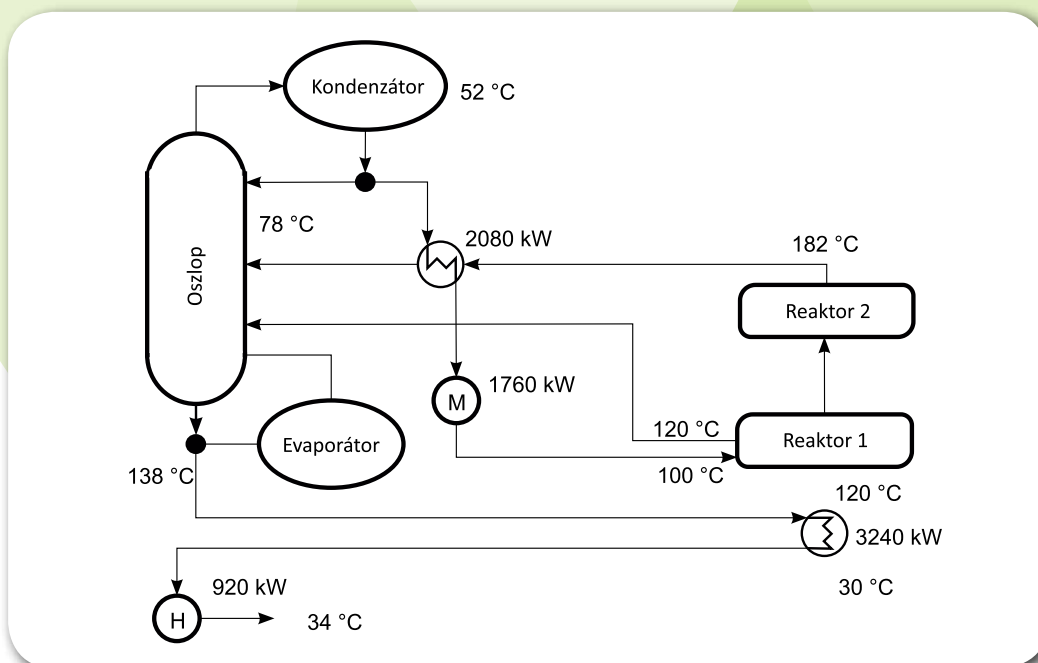 Kondenzátor
52 °C
78 °C
Oszlop
2080 kW
182 °C
Reaktor 2
1760 kW
M
120 °C
Reaktor 1
Evaporátor
138 °C
100 °C
120 °C
3240 kW
920 kW
30 °C
H
34 °C